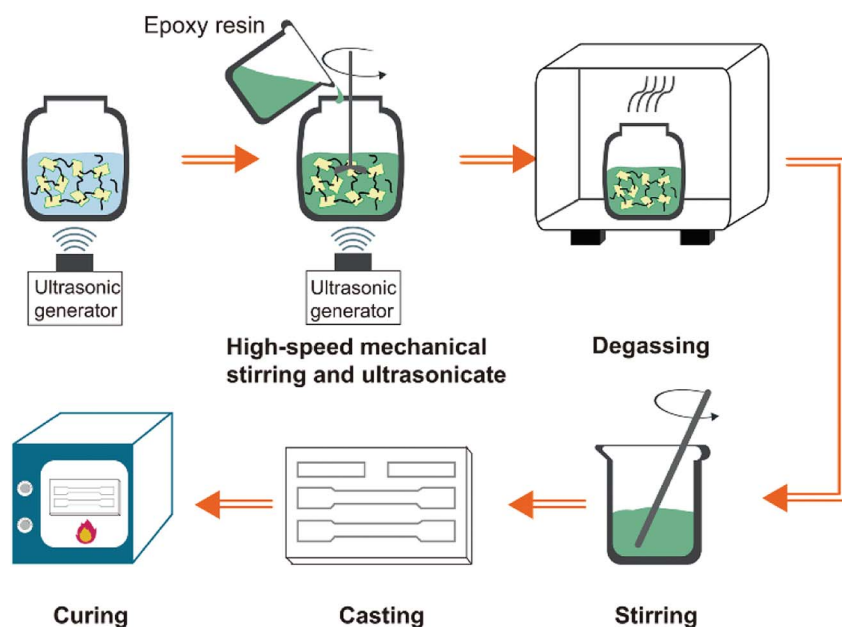 Epoxy resin
Ultrasonic
generator
Ultrasonic
generator
High-speed mechanical
stirring and ultrasonicate
Degassing
Curing
Casting
Stirring